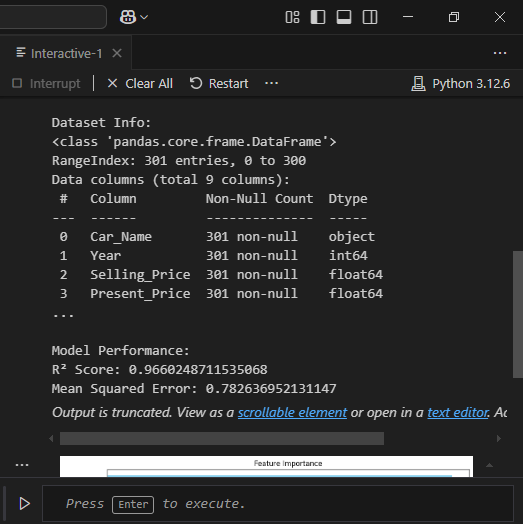 Interactive-1
Interrupt | Clear All Restart ... Python 3.12.6
Dataset Info:
<class 'pandas.core.frame.DataFrame'>
RangeIndex: 301 entries, 0 to 300
Data columns (total 9 columns):
 #   Column         Non-Null Count  Dtype
---  ------         --------------  -----
 0   Car_Name       301 non-null    object
 1   Year           301 non-null    int64
 2   Selling_Price  301 non-null    float64
 3   Present_Price  301 non-null    float64
...
Model Performance:
R² Score: 0.9660248711535068
Mean Squared Error: 0.782636952131147
Output is truncated. View as a scrollable element or open in a text editor.
Feature Importance
Press Enter to execute.